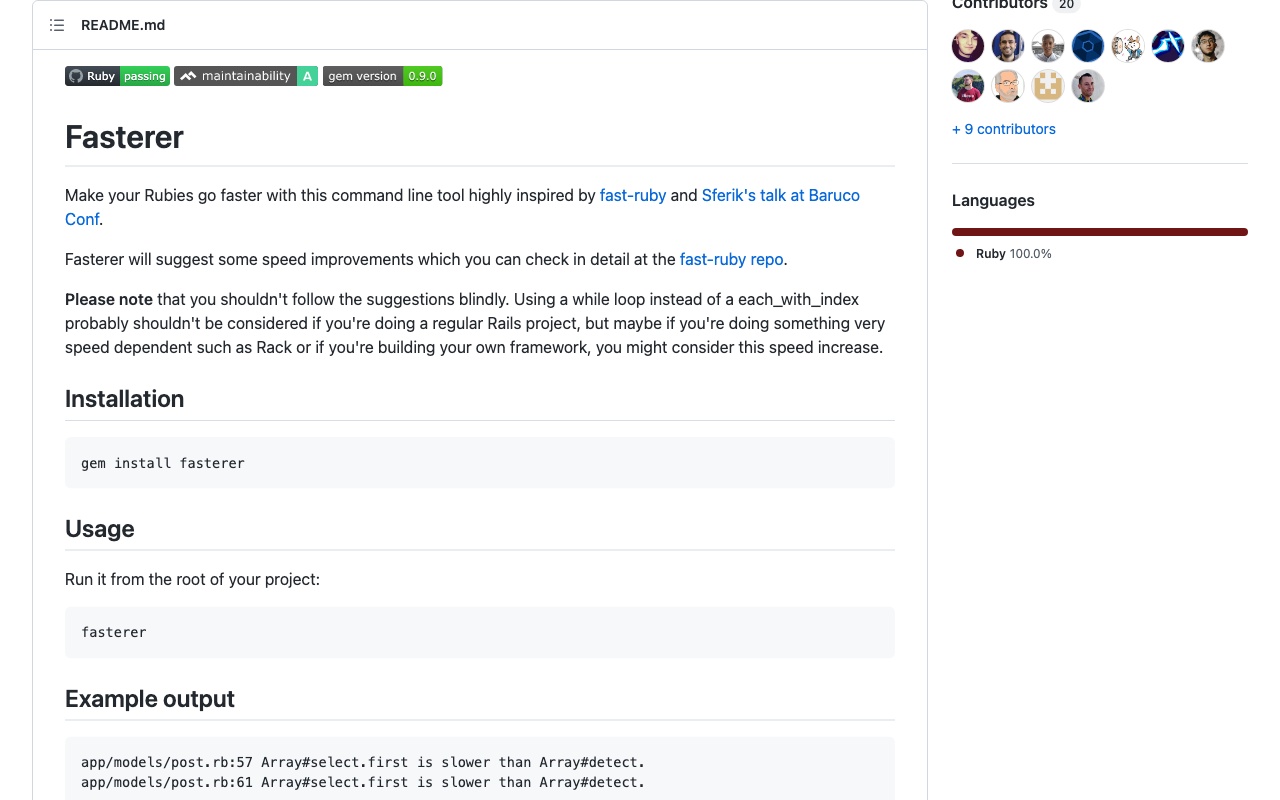 README.md
Ruby passing maintainability A gem version 0.9.0
Fasterer
Make your Rubies go faster with this command line tool highly inspired by fast-ruby and Sferik's talk at Baruco
Conf.
Fasterer will suggest some speed improvements which you can check in detail at the fast-ruby repo.
Please note that you shouldn't follow the suggestions blindly. Using a while loop instead of a each_with_index
probably shouldn't be considered if you're doing a regular Rails project, but maybe if you're doing something very
speed dependent such as Rack or if you're building your own framework, you might consider this speed increase.
Installation
gem install fasterer
Usage
Run it from the root of your project:
fasterer
Example output
app/models/post.rb:57 Array#select.first is slower than Array#detect.
app/models/post.rb:61 Array#select.first is slower than Array#detect.
Contributors 20
+ 9 contributors
Languages
Ruby 100.0%